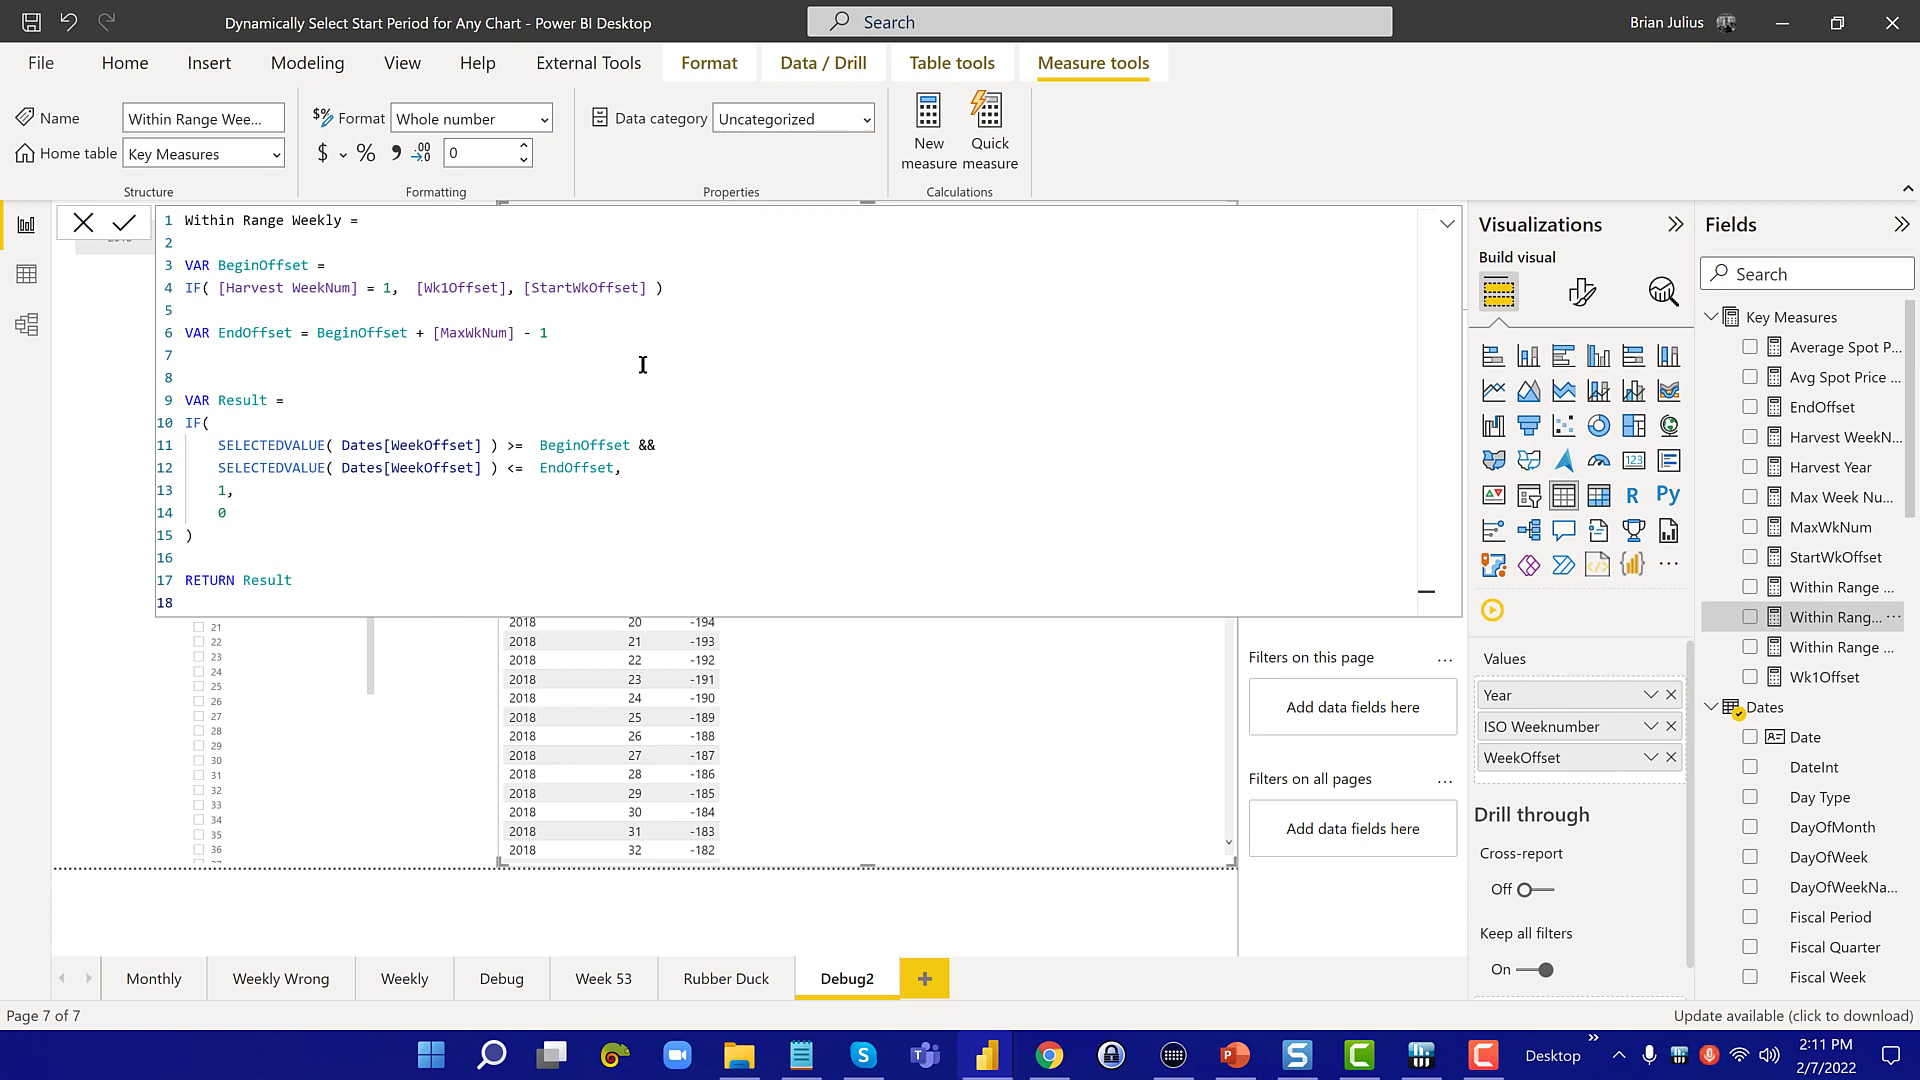 Dynamically Select Start Period for Any Chart - Power BI Desktop
Search
Brian Julius
File
Home
Insert
Modeling
View
Help
External Tools
Format
Data / Drill
Table tools
Measure tools
Name
Within Range Wee...
Home table
Key Measures
Structure
Format
Whole number
$
%
0
Formatting
Data category
Uncategorized
Properties
New measure
Quick measure
Calculations
1 Within Range Weekly =
2
3 VAR BeginOffset =
4 IF( [Harvest WeekNum] = 1, [Wk1Offset], [StartWkOffset] )
5
6 VAR EndOffset = BeginOffset + [MaxWkNum] - 1
7
8
9 VAR Result =
10 IF(
11 SELECTEDVALUE( Dates[WeekOffset] ) >= BeginOffset &&
12 SELECTEDVALUE( Dates[WeekOffset] ) <= EndOffset,
13 1,
14 0
15 )
16
17 RETURN Result
18
21
22
23
24
25
26
27
28
29
30
31
32
33
34
35
36
2018 20 -194
2018 21 -193
2018 22 -192
2018 23 -191
2018 24 -190
2018 25 -189
2018 26 -188
2018 27 -187
2018 28 -186
2018 29 -185
2018 30 -184
2018 31 -183
2018 32 -182
Filters on this page
...
Add data fields here
Filters on all pages
...
Add data fields here
Visualizations
Build visual
123
R
Py
...
Values
Year
ISO Weeknumber
WeekOffset
Drill through
Cross-report
Off
Keep all filters
On
Fields
Search
Key Measures
Average Spot P...
Avg Spot Price ...
EndOffset
Harvest WeekN...
Harvest Year
Max Week Nu...
MaxWkNum
StartWkOffset
Within Range ...
Within Rang... ...
Within Range ...
Wk1Offset
Dates
Date
DateInt
Day Type
DayOfMonth
DayOfWeek
DayOfWeekNa...
Fiscal Period
Fiscal Quarter
Fiscal Week
Monthly
Weekly Wrong
Weekly
Debug
Week 53
Rubber Duck
Debug2
+
Page 7 of 7
Update available (click to download)
Desktop
2:11 PM
2/7/2022